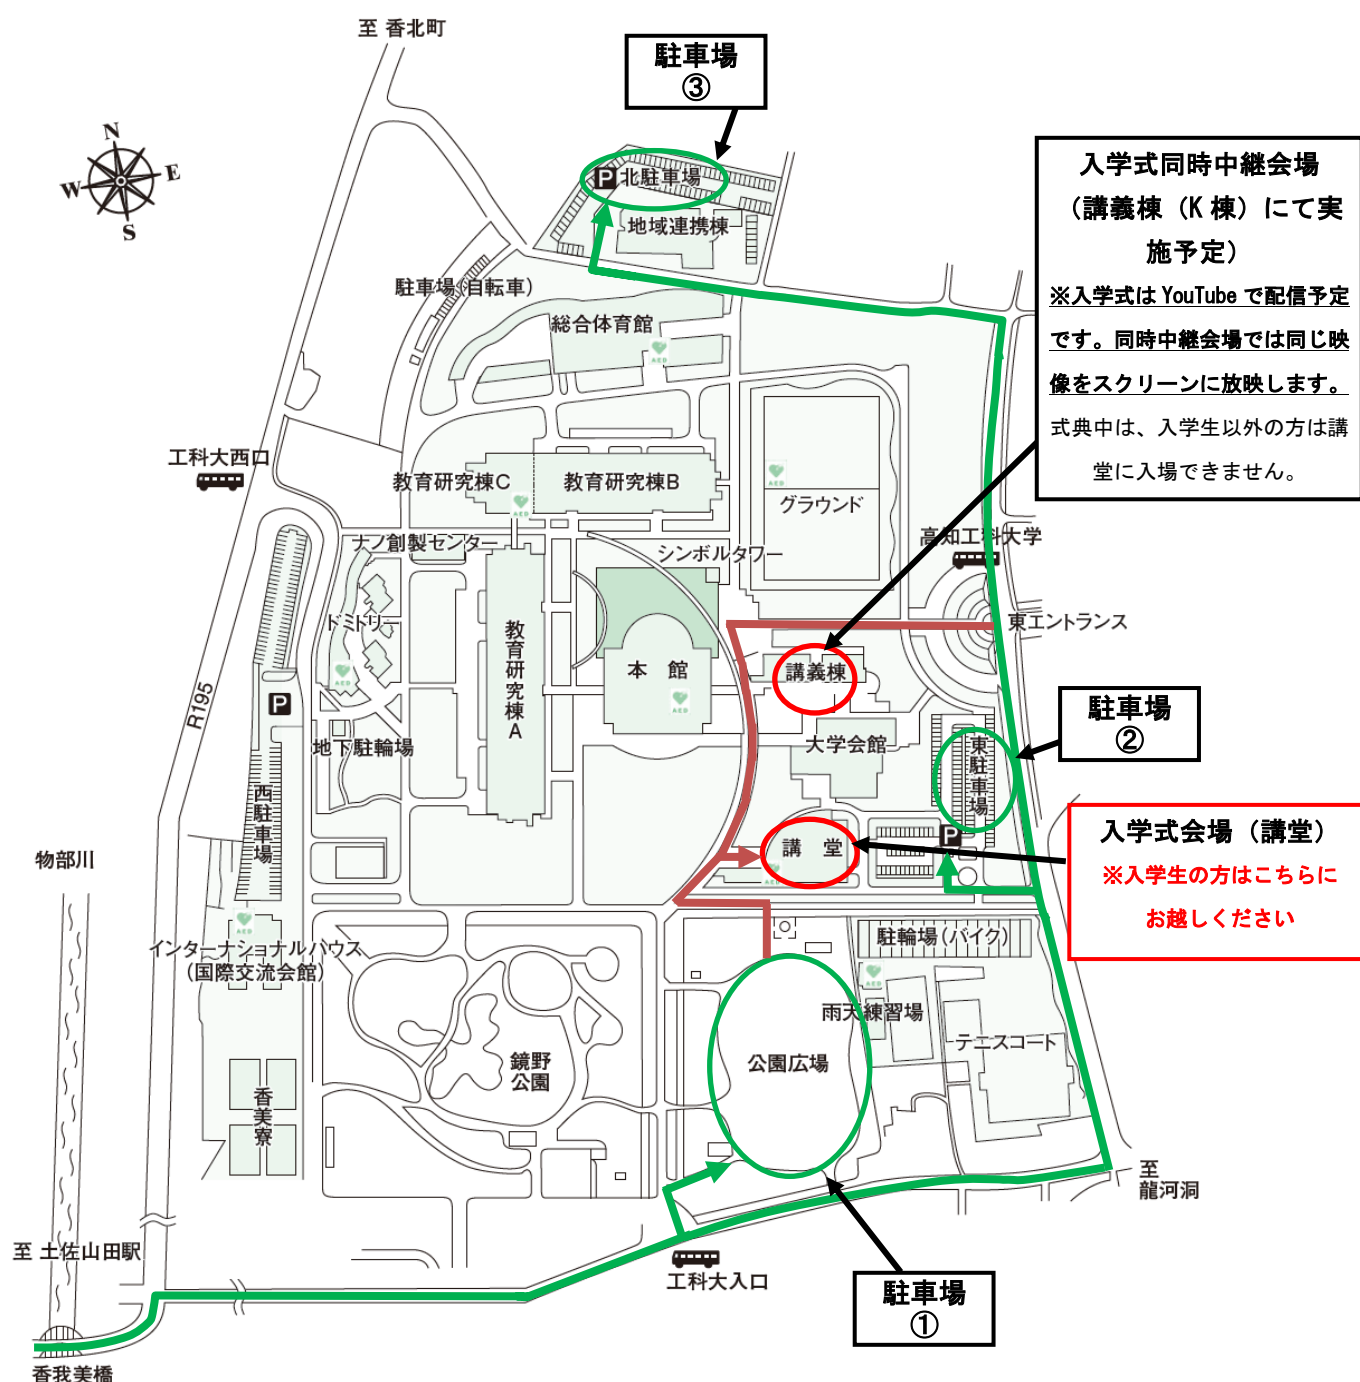 至 香北町
駐車場
③
N
W
E
S
P 北駐車場
地域連携棟
入学式同時中継会場
（講義棟（K 棟）にて実
施予定）
※入学式は YouTube で配信予定
です。同時中継会場では同じ映
像をスクリーンに放映します。
式典中は、入学生以外の方は講
堂に入場できません。
駐車場(自転車)
総合体育館
AED
工科大西口
教育研究棟C
教育研究棟B
AED
AED
グラウンド
ナノ創製センター
シンボルタワー
高知工科大学
ドミトリー
東エントランス
教育研究棟A
本 館
講義棟
AED
AED
R195
P
地下駐輪場
大学会館
東駐車場
駐車場
②
西駐車場
P
講 堂
AED
入学式会場（講堂）
※入学生の方はこちらに
お越しください
物部川
AED
インターナショナルハウス
(国際交流会館)
駐輪場(バイク)
AED
雨天練習場
テニスコート
鏡野
公園
公園広場
香美寮
至
龍河洞
至 土佐山田駅
工科大入口
駐車場
①
香我美橋